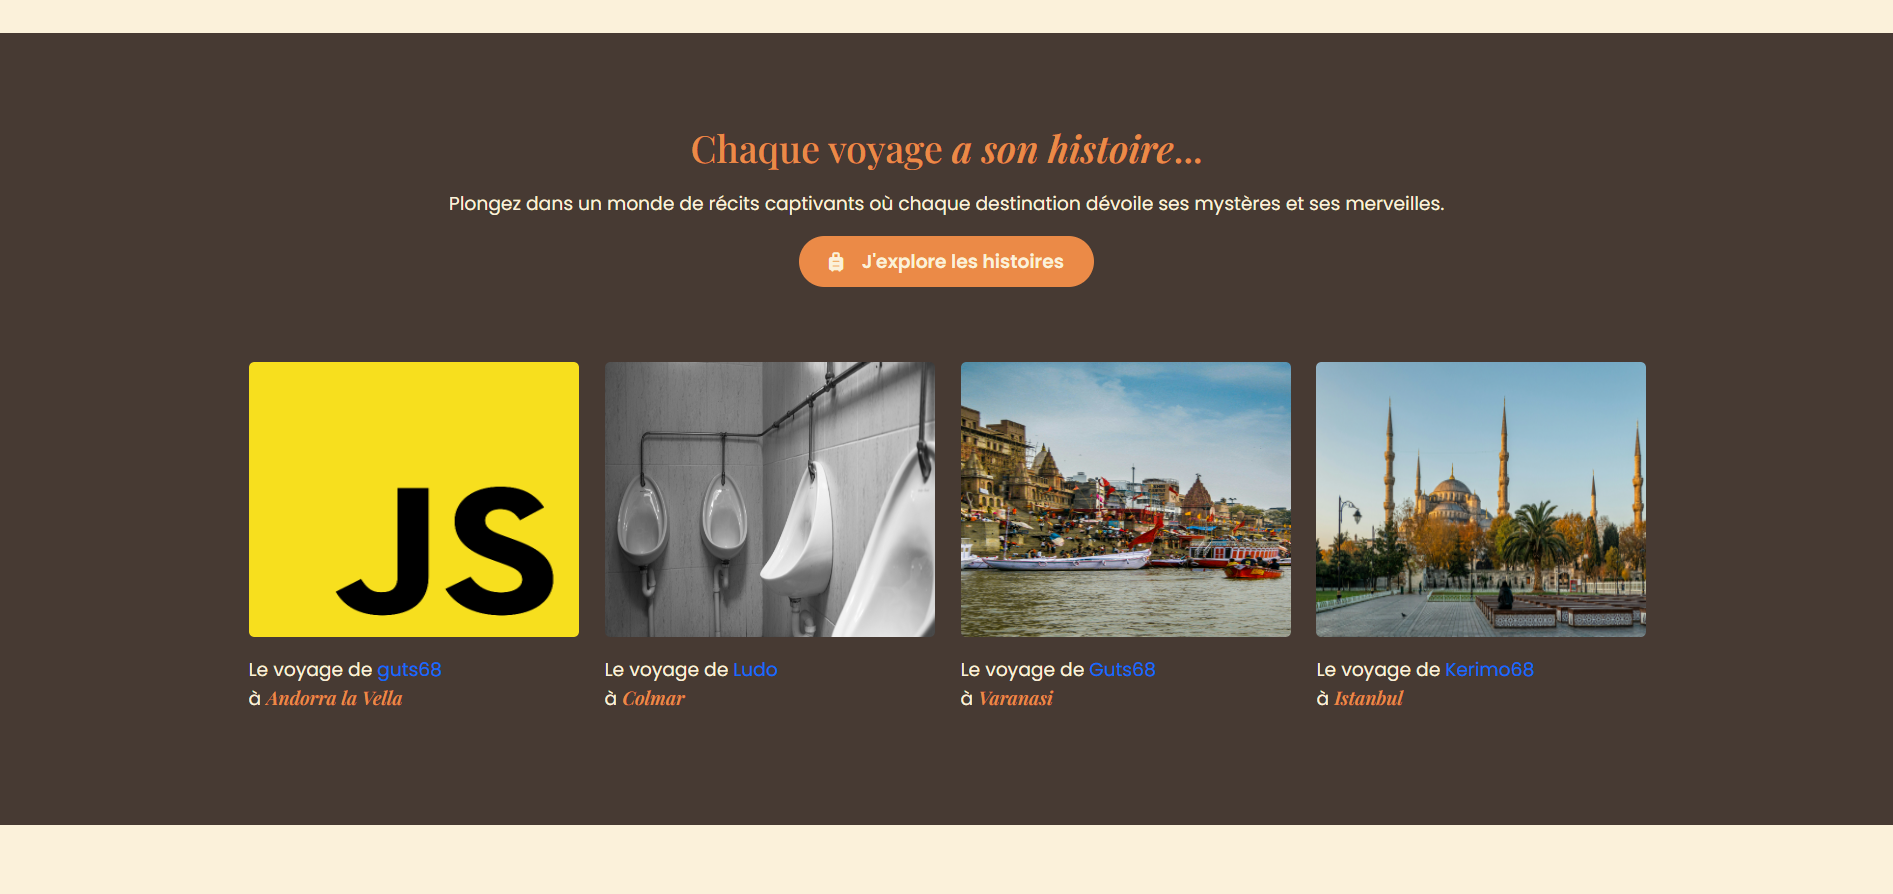 Chaque voyage a son histoire...
Plongez dans un monde de récits captivants où chaque destination dévoile ses mystères et ses merveilles.
J'explore les histoires
JS
Le voyage de guts68
à Andorra la Vella
Le voyage de Ludo
à Colmar
Le voyage de Guts68
à Varanasi
Le voyage de Kerimo68
à Istanbul